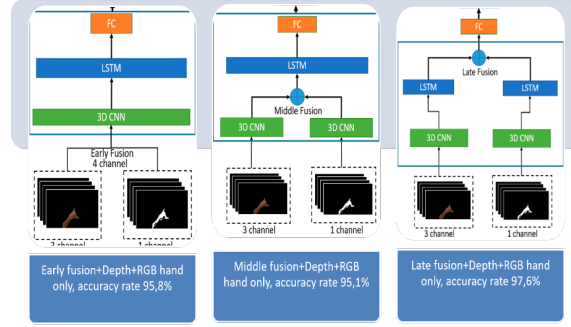 FC
LSTM
3D CNN
Early Fusion
4 channel
3 channel
1 channel
Early fusion+Depth+RGB hand
only, accuracy rate 95,8%
FC
LSTM
Middle Fusion
3D CNN
3D CNN
3 channel
1 channel
Middle fusion+Depth+RGB
hand only, accuracy rate 95,1%
FC
Late Fusion
LSTM
LSTM
3D CNN
3D CNN
3 channel
1 channel
Late fusion+Depth+RGB hand
only, accuracy rate 97,6%